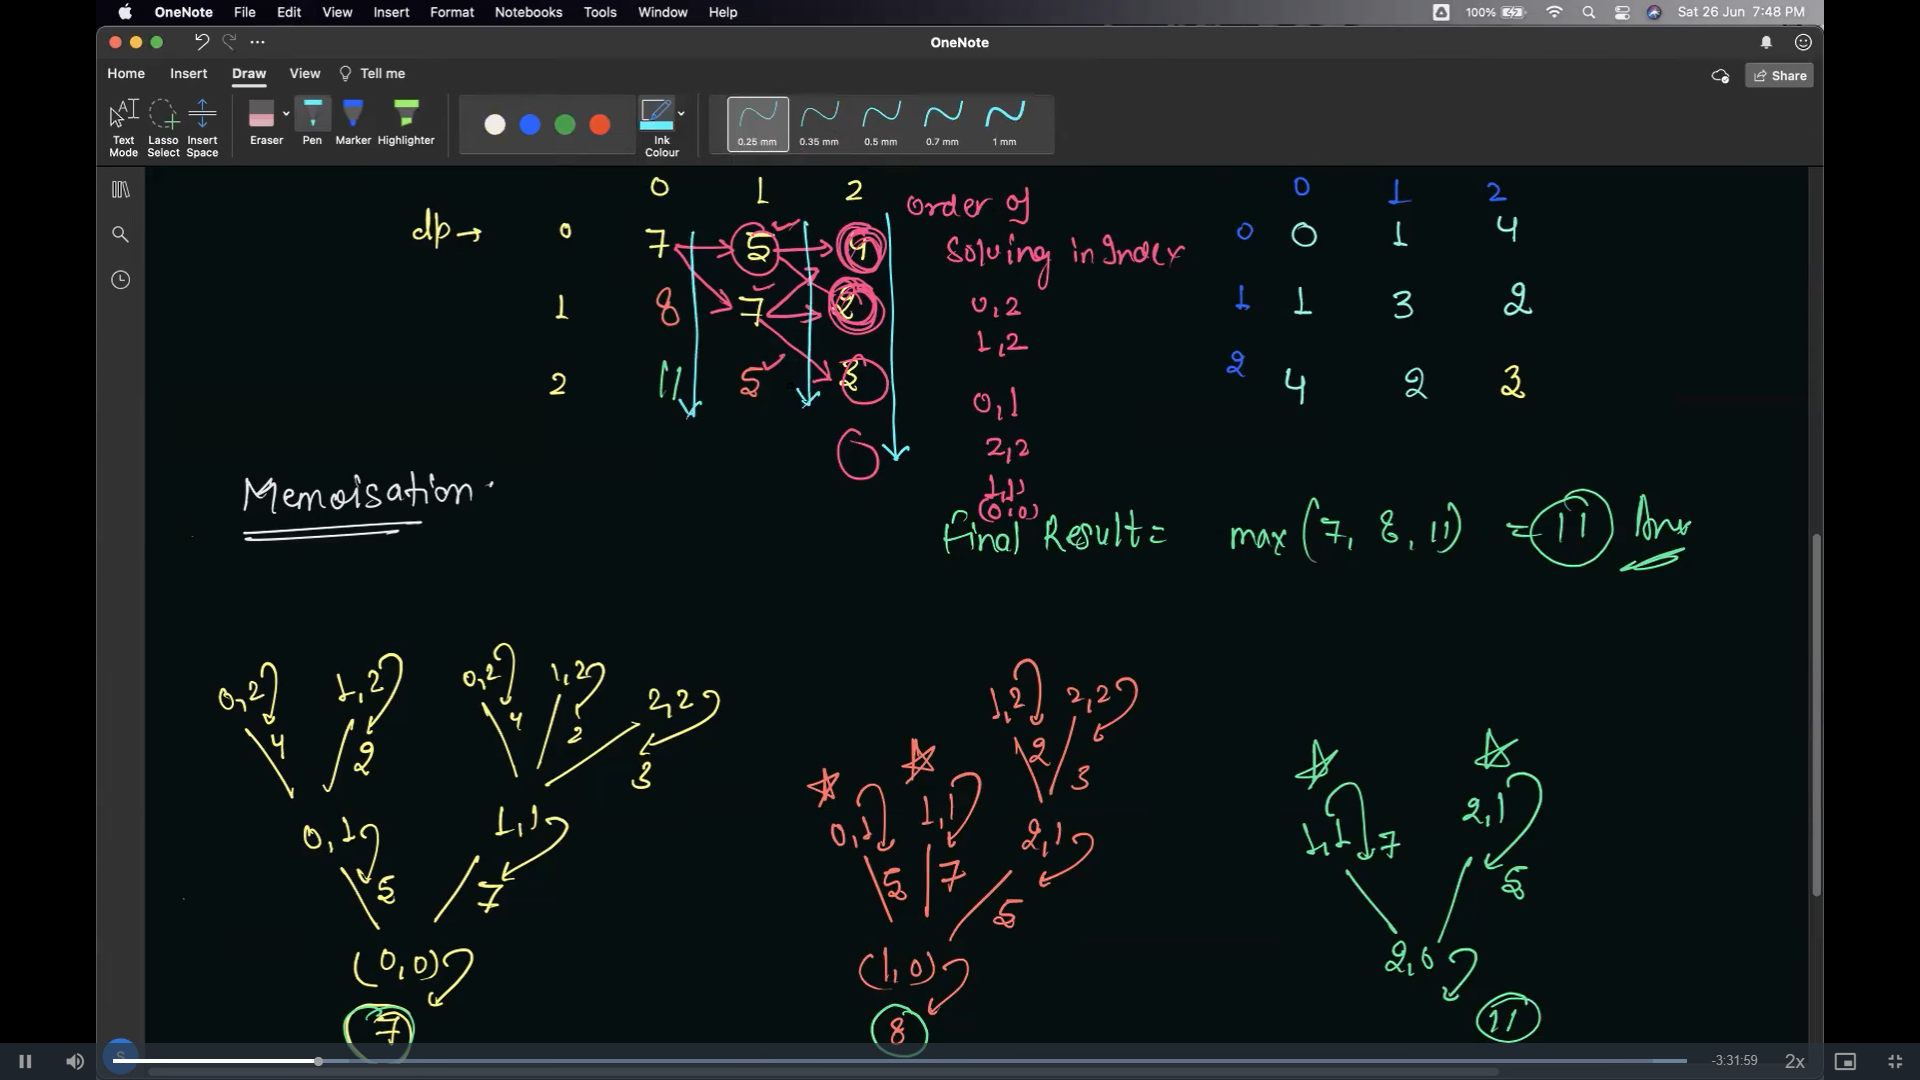 OneNote File Edit View Insert Format Notebooks Tools Window Help 100% Sat 26 Jun 7:48 PM
OneNote
Home Insert Draw View Tell me Share
Text Mode Lasso Select Insert Space Eraser Pen Marker Highlighter Ink Colour 0.25 mm 0.35 mm 0.5 mm 0.7 mm 1 mm
0 1 2 order of 0 1 2
dp → 0 7 5 4 Solving in Index 0 0 1 4
1 8 7 2 0,2 1 1 3 2
1,2
2 11 5 3 0,1 2 4 2 3
2,2
1,1
(0,0)
Memoisation
Final Result = max (7, 8, 11) = 11 Ans
0,2 1,2 0,2 1,2 2,2 1,2 2,2
4 2 4 2 3 2 3
0,1 1,1 0,1 1,1 2,1 1,1 7 2,1
5 7 5 7 5 5
(0,0) (1,0) 2,0
7 8 11
S -3:31:59 2x